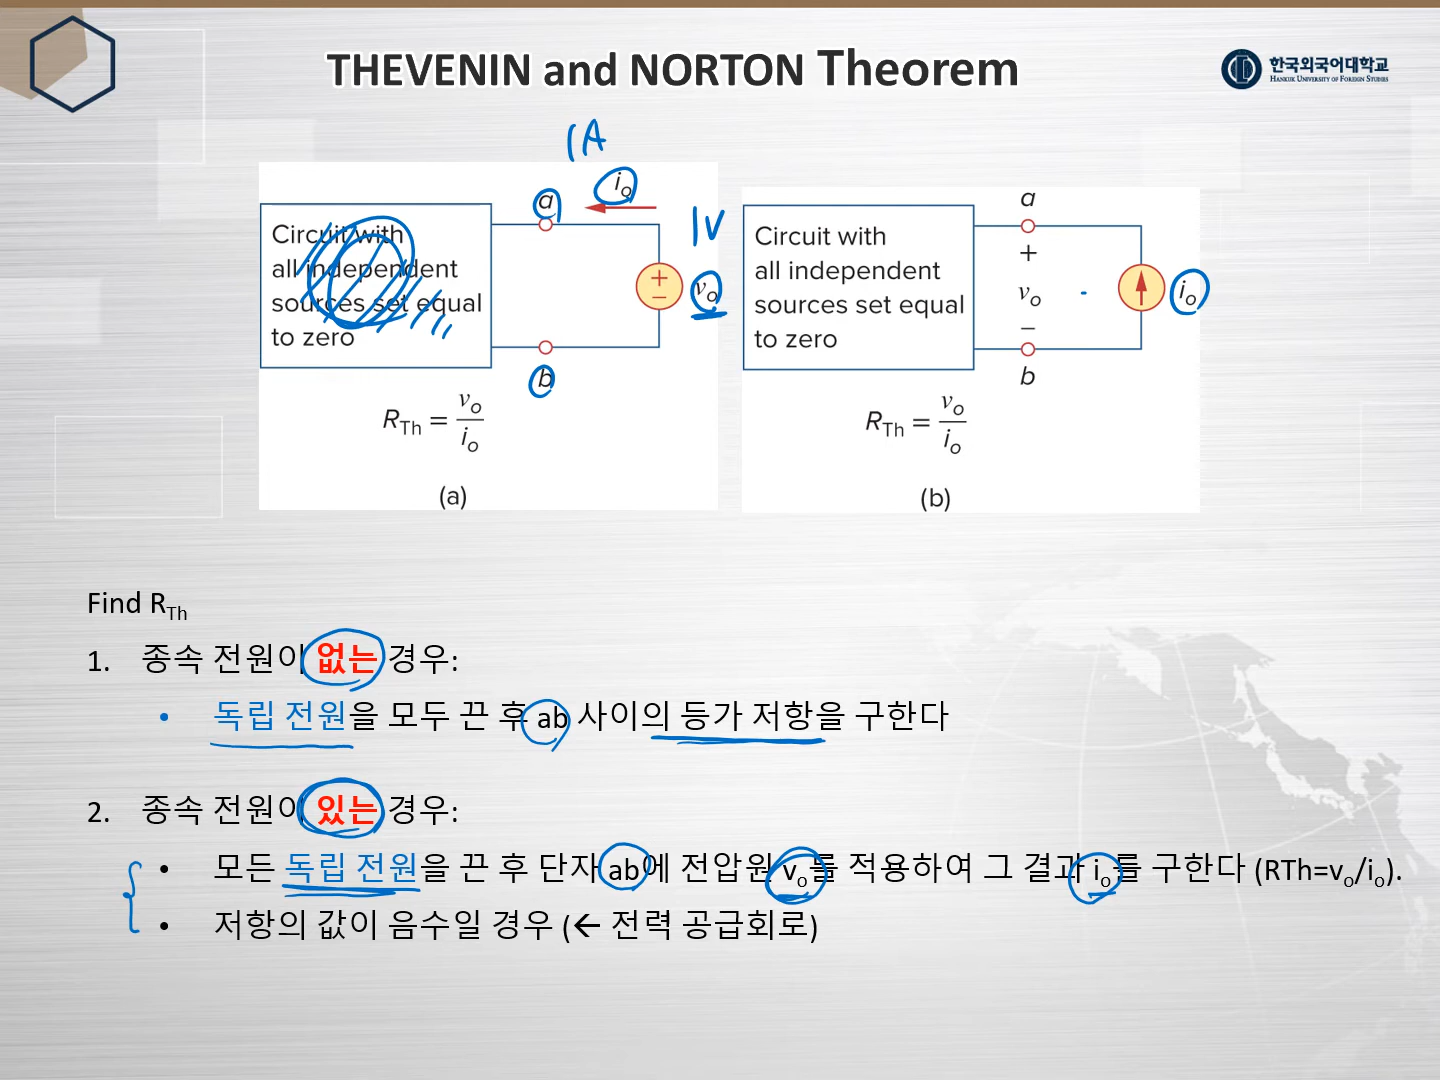 THEVENIN and NORTON Theorem
한국외국어대학교
HANKUK UNIVERSITY OF FOREIGN STUDIES
1A
a
io
1V
Circuit with
all independent
sources set equal
to zero
+
−
vo
b
RTh = vo/io
(a)
a
Circuit with
all independent
sources set equal
to zero
+
vo
io
−
b
RTh = vo/io
(b)
Find RTh
1. 종속 전원이 없는 경우:
• 독립 전원을 모두 끈 후 ab 사이의 등가 저항을 구한다
2. 종속 전원이 있는 경우:
• 모든 독립 전원을 끈 후 단자 ab에 전압원 vo를 적용하여 그 결과 io를 구한다 (RTh=vo/io).
• 저항의 값이 음수일 경우 (← 전력 공급회로)